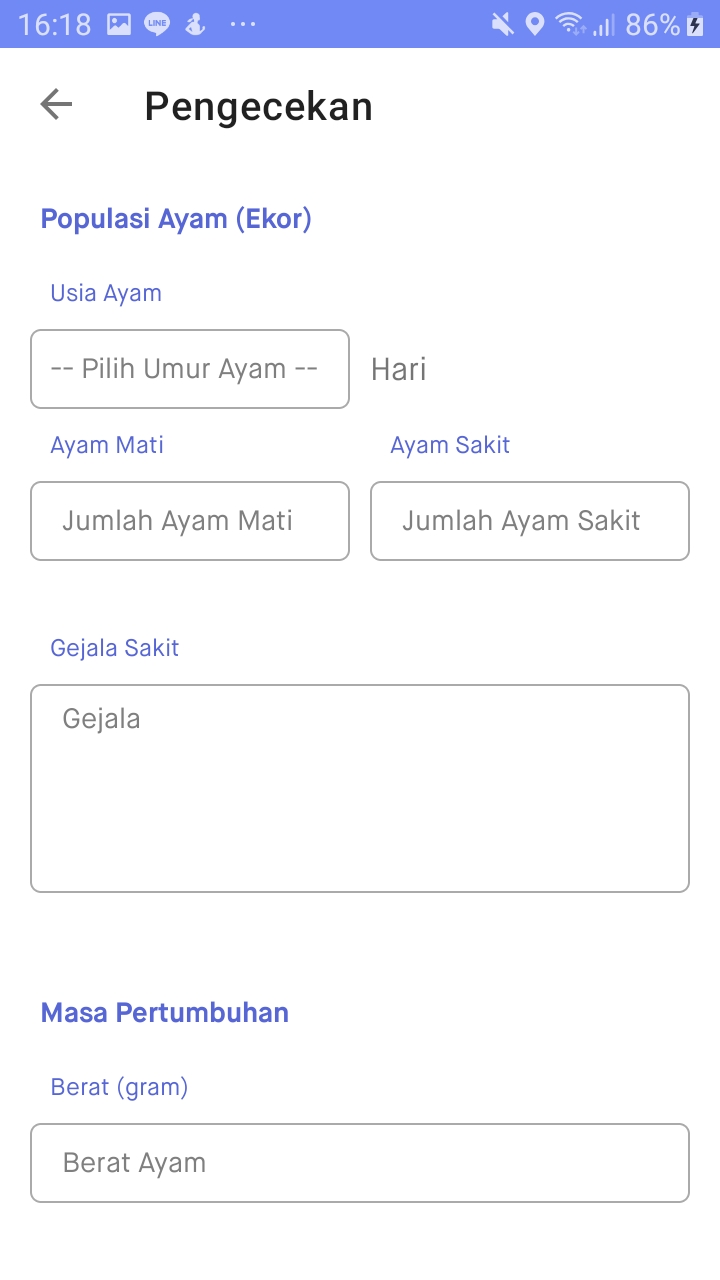 16:18 LINE ... 86%
Pengecekan
Populasi Ayam (Ekor)
Usia Ayam
-- Pilih Umur Ayam -- Hari
Ayam Mati Ayam Sakit
Jumlah Ayam Mati Jumlah Ayam Sakit
Gejala Sakit
Gejala
Masa Pertumbuhan
Berat (gram)
Berat Ayam